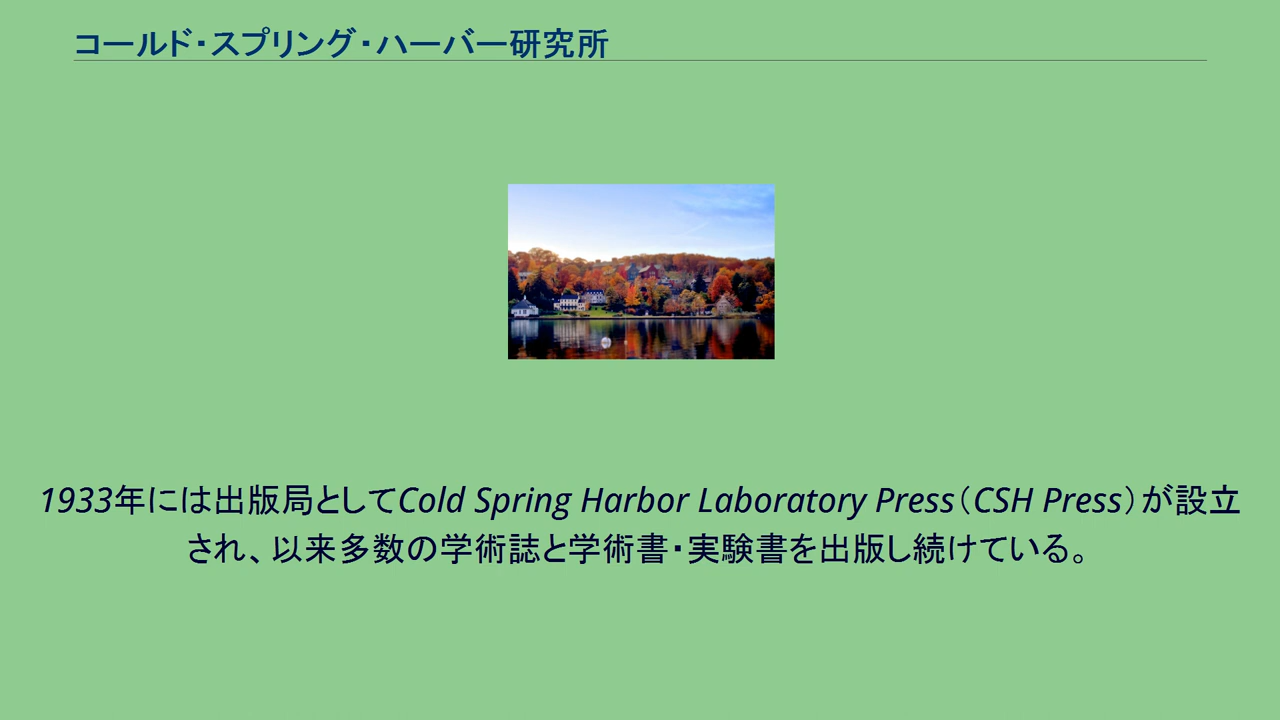 コールド・スプリング・ハーバー研究所
1933年には出版局としてCold Spring Harbor Laboratory Press（CSH Press）が設立
され、以来多数の学術誌と学術書・実験書を出版し続けている。